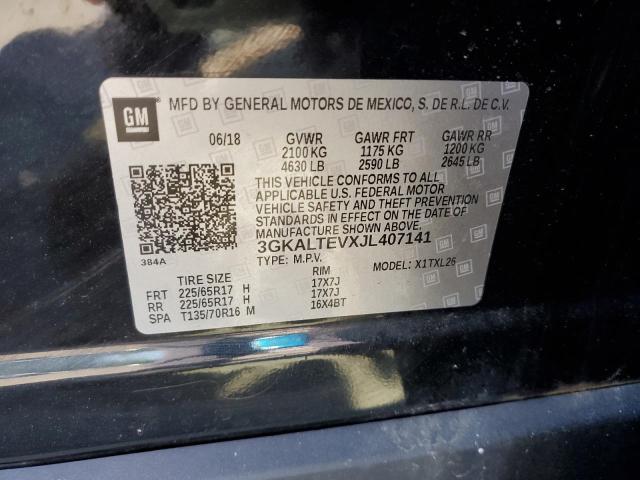 GM
MFD BY GENERAL MOTORS DE MEXICO, S. DE R.L. DE C.V.
06/18 GVWR GAWR FRT GAWR RR
2100 KG 1175 KG 1200 KG
4630 LB 2590 LB 2645 LB
THIS VEHICLE CONFORMS TO ALL
APPLICABLE U.S. FEDERAL MOTOR
VEHICLE SAFETY AND THEFT PREVENTION
STANDARDS IN EFFECT ON THE DATE OF
MANUFACTURE SHOWN ABOVE.
3GKALTEVXJL407141
384A
TYPE: M.P.V. MODEL: X1TXL26
TIRE SIZE RIM
FRT 225/65R17 H 17X7J
RR 225/65R17 H 17X7J
SPA T135/70R16 M 16X4BT